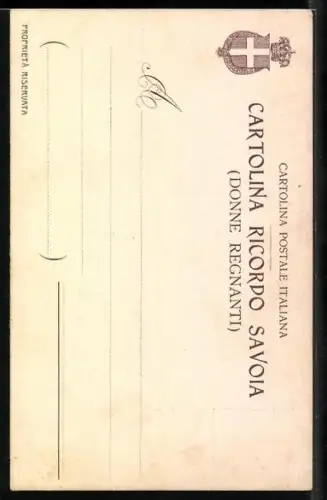 CARTOLINA POSTALE ITALIANA
CARTOLINA RICORDO SAVOIA
(DONNE REGNANTI)
A
PROPRIETÀ RISERVATA